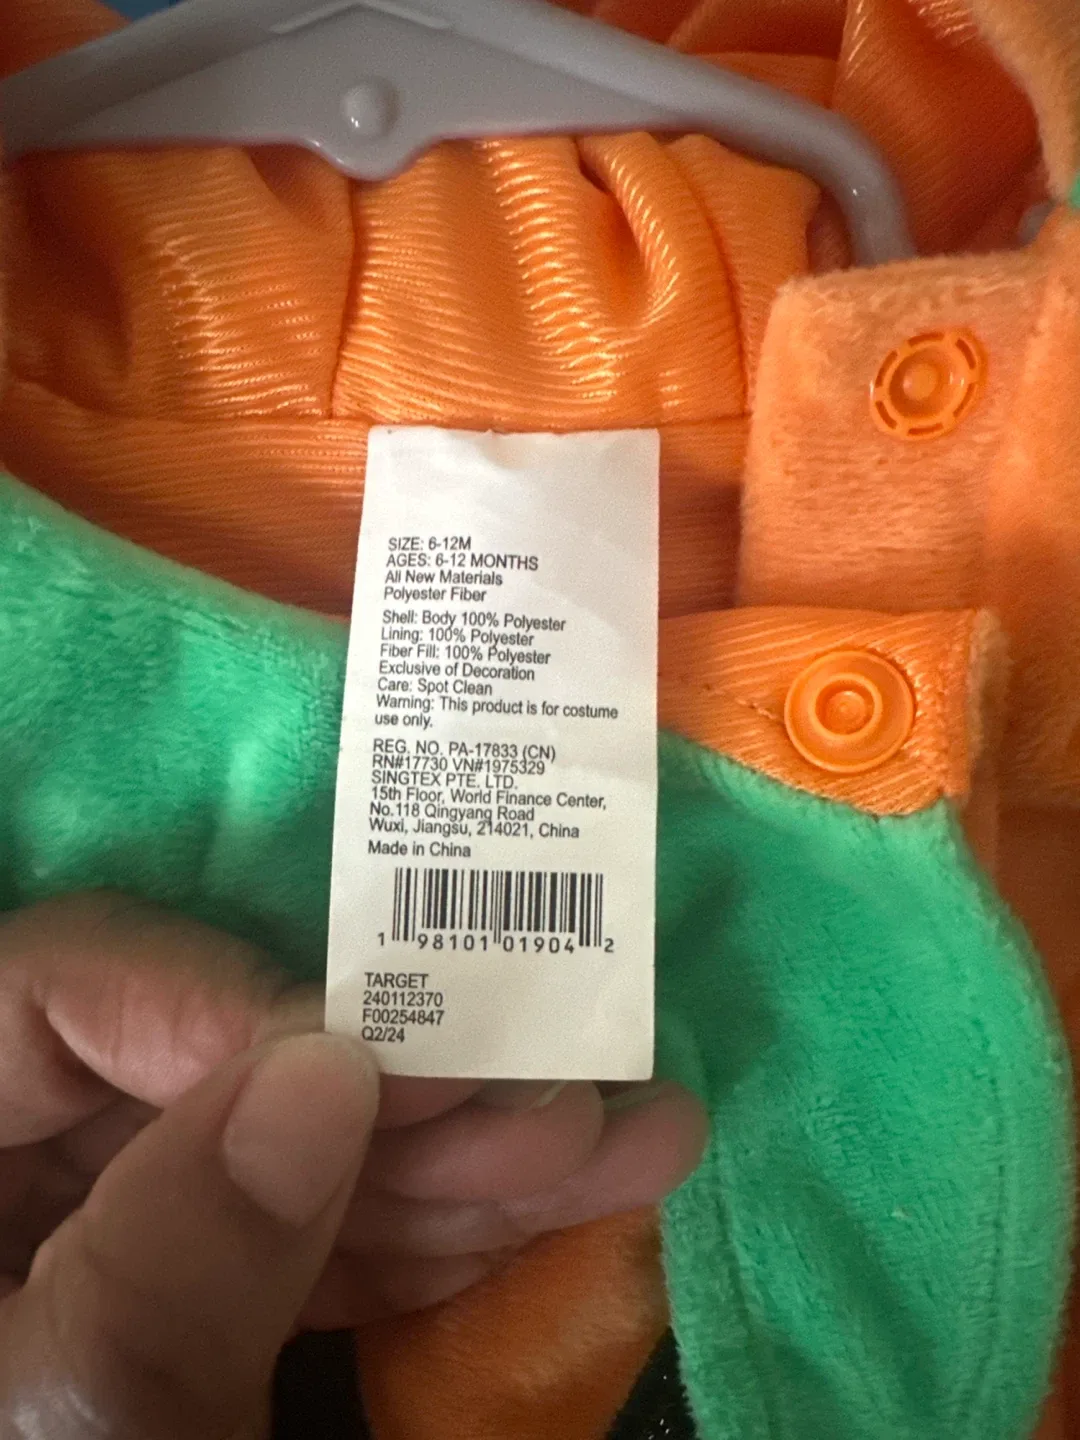 SIZE: 6-12M
AGES: 6-12 MONTHS
All New Materials
Polyester Fiber
Shell: Body 100% Polyester
Lining: 100% Polyester
Fiber Fill: 100% Polyester
Exclusive of Decoration
Care: Spot Clean
Warning: This product is for costume
use only.
REG. NO. PA-17833 (CN)
RN#17730 VN#1975329
SINGTEX PTE. LTD.
15th Floor, World Finance Center,
No.118 Qingyang Road
Wuxi, Jiangsu, 214021, China
Made in China
1 98101 01904 2
TARGET
240112370
F00254847
Q2/24